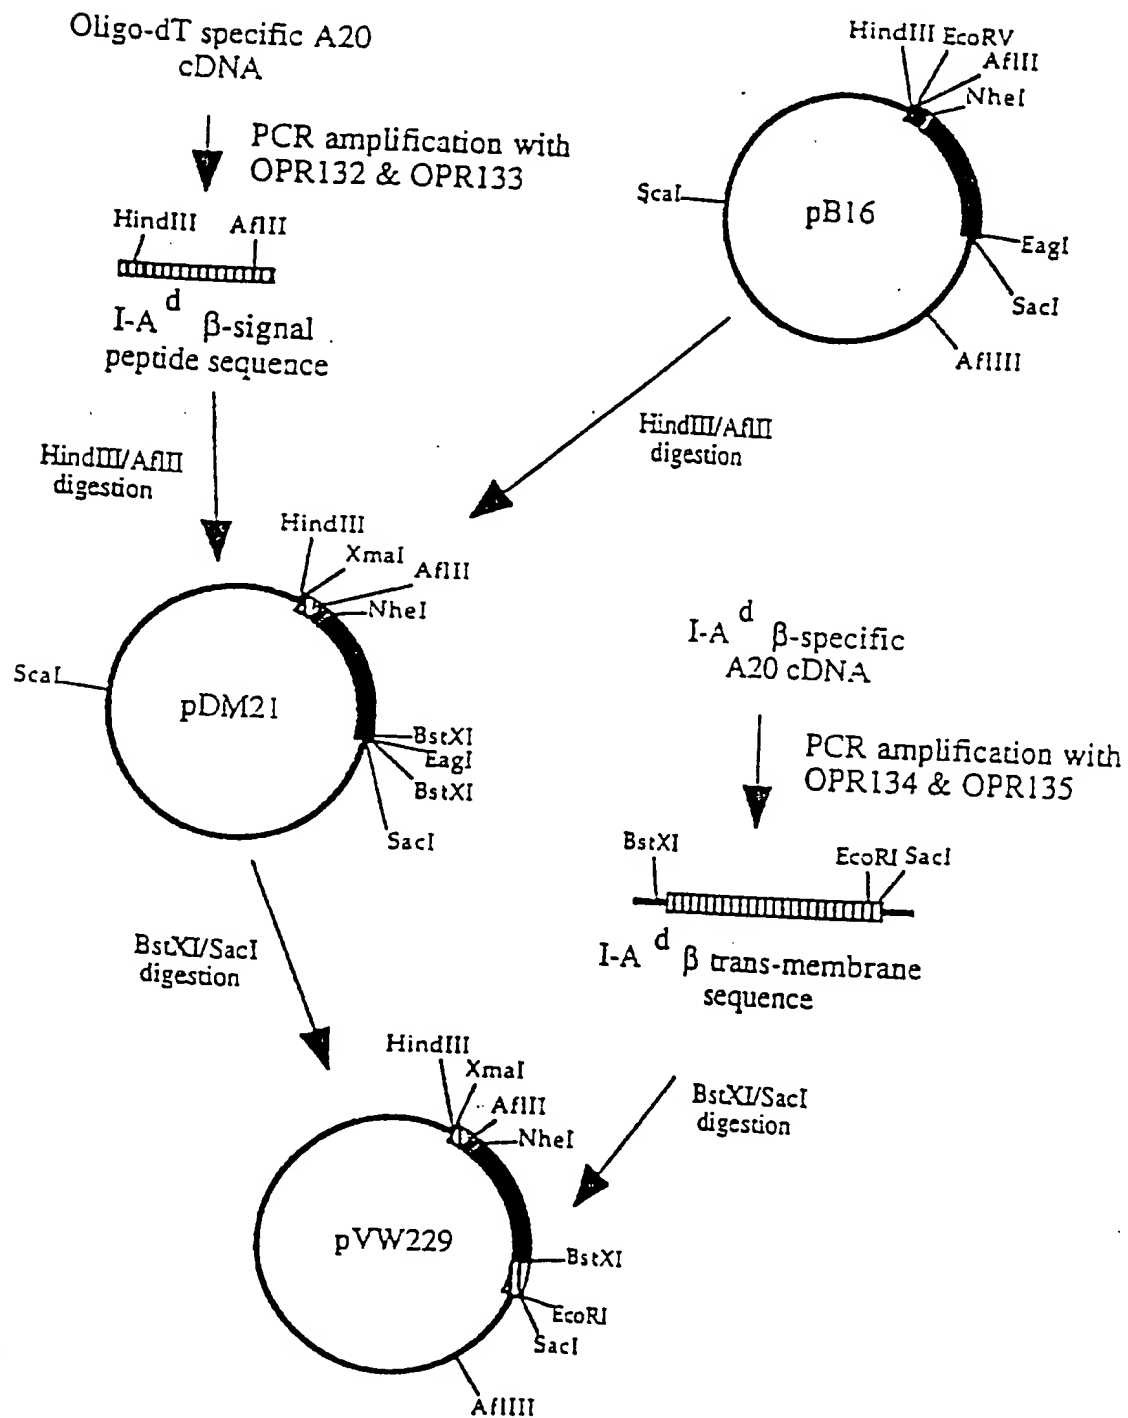 Oligo-dT specific A20
cDNA
PCR amplification with
OPR132 & OPR133
HindIII AflII
I-A d β-signal
peptide sequence
HindIII/AflII
digestion
HindIII EcoRV
AflII
NheI
ScaI
pB16
EagI
SacI
AflIII
HindIII/AflII
digestion
HindIII
XmaI
AflII
NheI
ScaI
pDM21
BstXI
EagI
BstXI
SacI
I-A d β-specific
A20 cDNA
PCR amplification with
OPR134 & OPR135
BstXI
EcoRI SacI
I-A d β trans-membrane
sequence
BstXI/SacI
digestion
BstXI/SacI
digestion
HindIII
XmaI
AflII
NheI
pVW229
BstXI
EcoRI
SacI
AflIII